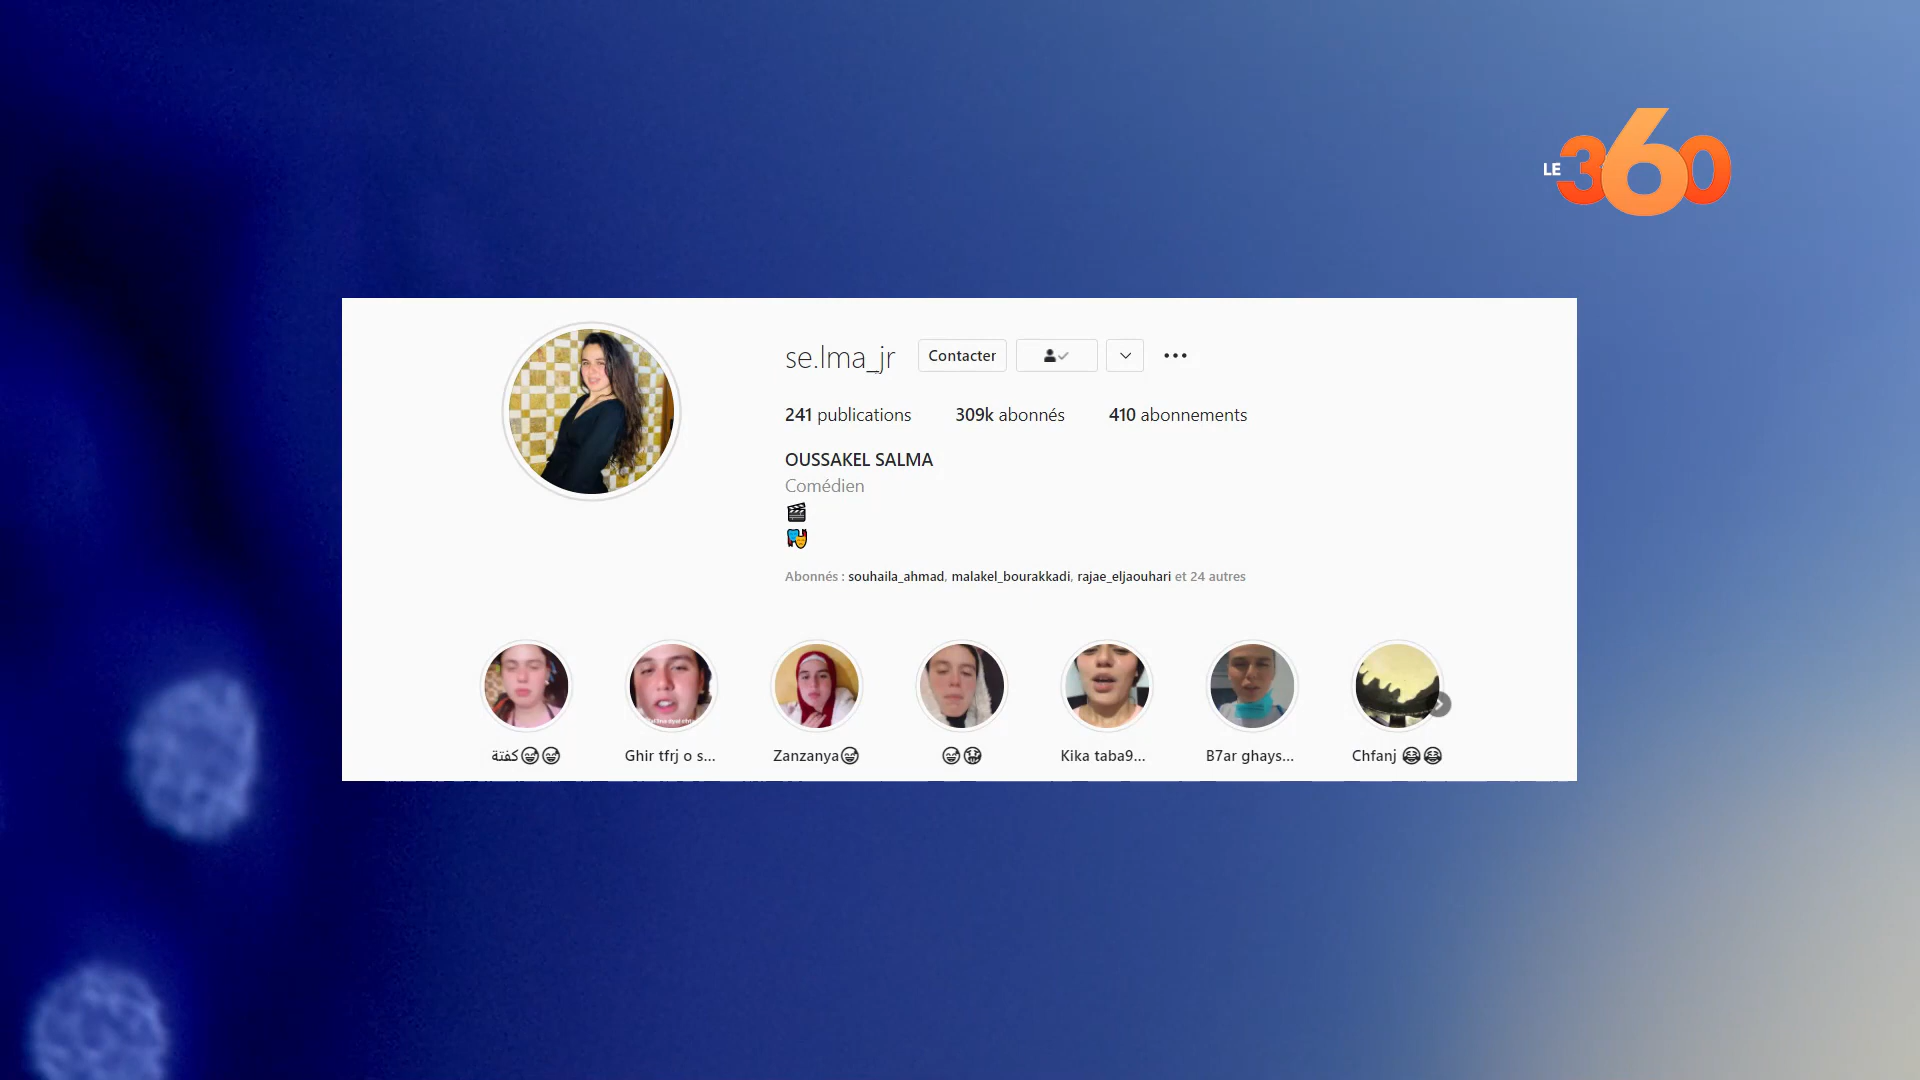 LE 360
se.lma_jr Contacter
241 publications 309k abonnés 410 abonnements
OUSSAKEL SALMA
Comédien
🎬
🎭
Abonnés : souhaila_ahmad, malakel_bourakkadi, rajae_eljaouhari et 24 autres
كفتة😅😅 Ghir tfrj o s... Zanzanya😅 😅🤣 Kika taba9... B7ar ghays... Chfanj 😂😂